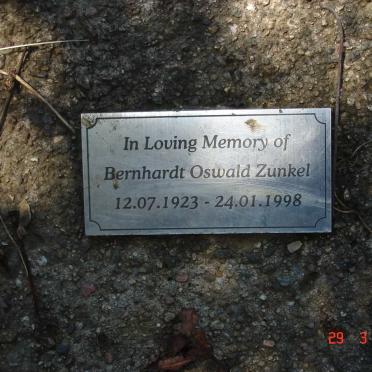 In Loving Memory of
Bernhardt Oswald Zunkel
12.07.1923 - 24.01.1998
29 3